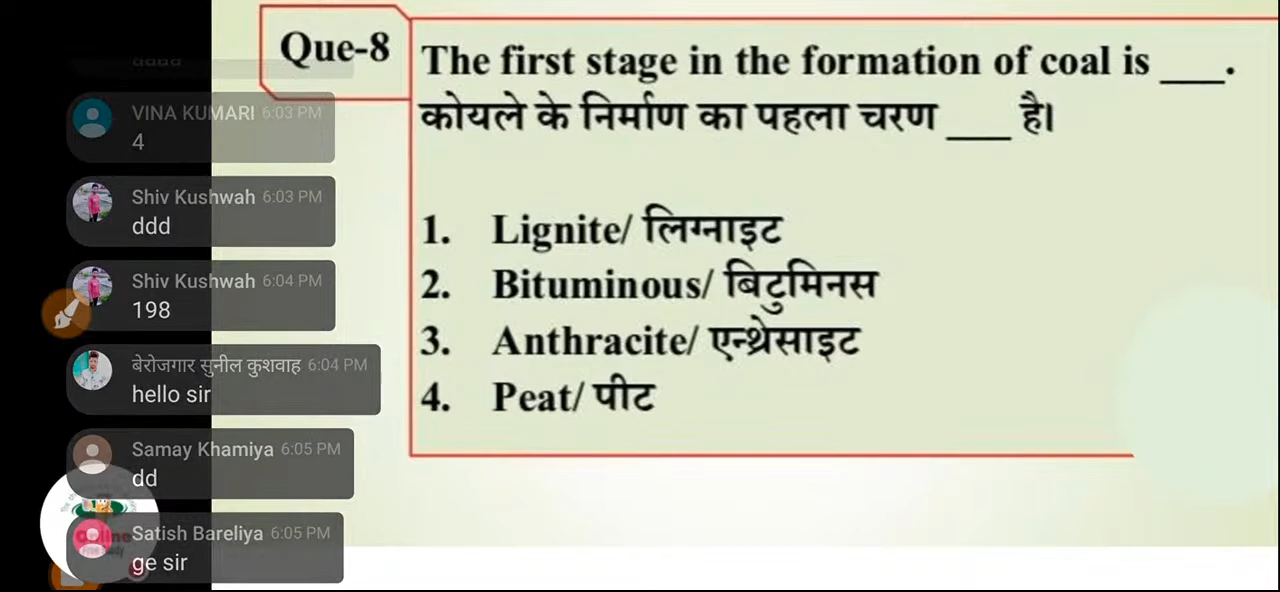 Que-8
The first stage in the formation of coal is ___.
कोयले के निर्माण का पहला चरण ___ है।
1. Lignite/ लिग्नाइट
2. Bituminous/ बिटुमिनस
3. Anthracite/ एन्थ्रेसाइट
4. Peat/ पीट
VINA KUMARI 6:03 PM
4
Shiv Kushwah 6:03 PM
ddd
Shiv Kushwah 6:04 PM
198
बेरोजगार सुनील कुशवाह 6:04 PM
hello sir
Samay Khamiya 6:05 PM
dd
Satish Bareliya 6:05 PM
ge sir
Online